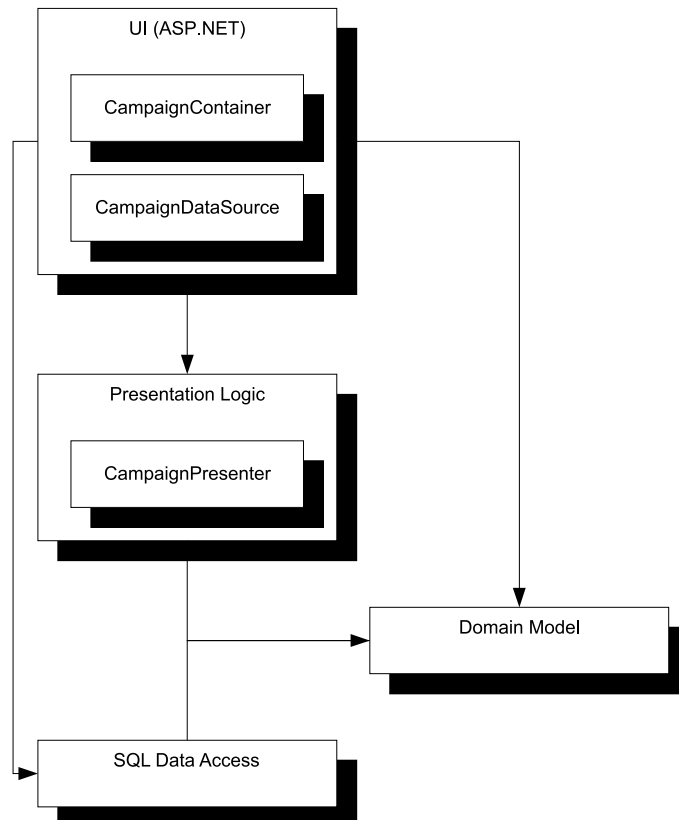 UI (ASP.NET)
CampaignContainer
CampaignDataSource
Presentation Logic
CampaignPresenter
Domain Model
SQL Data Access